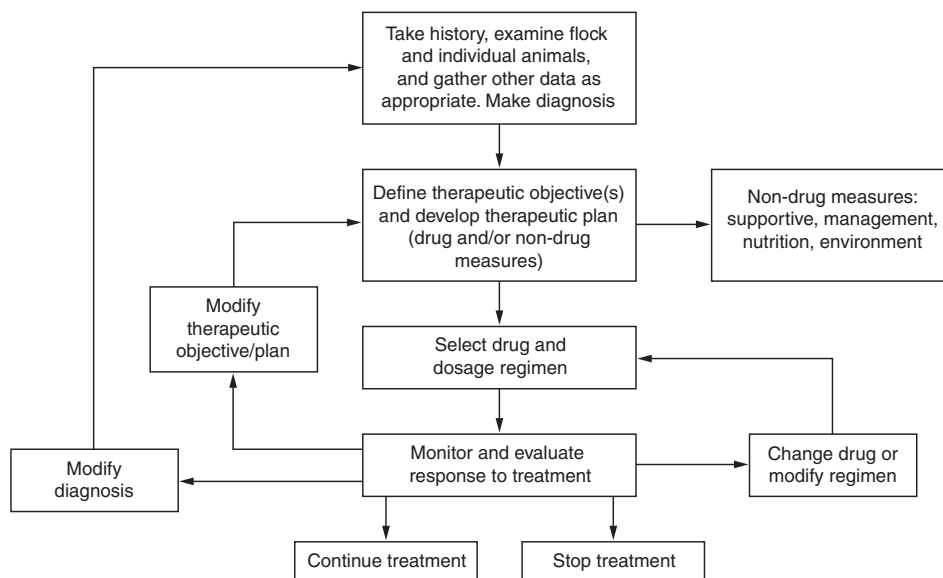 Take history, examine flock
and individual animals,
and gather other data as
appropriate. Make diagnosis
Define therapeutic objective(s)
and develop therapeutic plan
(drug and/or non-drug
measures)
Non-drug measures:
supportive, management,
nutrition, environment
Modify
therapeutic
objective/plan
Select drug and
dosage regimen
Monitor and evaluate
response to treatment
Change drug or
modify regimen
Modify
diagnosis
Continue treatment
Stop treatment